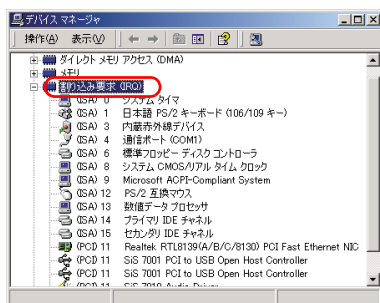 デバイス マネージャ
操作(A) 表示(V)
ダイレクト メモリ アクセス (DMA)
メモリ
割り込み要求 (IRQ)
(ISA) 0 システム タイマ
(ISA) 1 日本語 PS/2 キーボード (106/109 キー)
(ISA) 3 内蔵赤外線デバイス
(ISA) 4 通信ポート (COM1)
(ISA) 6 標準フロッピー ディスク コントローラ
(ISA) 8 システム CMOS/リアル タイム クロック
(ISA) 9 Microsoft ACPI-Compliant System
(ISA) 12 PS/2 互換マウス
(ISA) 13 数値データ プロセッサ
(ISA) 14 プライマリ IDE チャネル
(ISA) 15 セカンダリ IDE チャネル
(PCI) 11 Realtek RTL8139(A/B/C/8130) PCI Fast Ethernet NIC
(PCI) 11 SiS 7001 PCI to USB Open Host Controller
(PCI) 11 SiS 7001 PCI to USB Open Host Controller
(PCI) 11 SiS 7018 Audio Driver